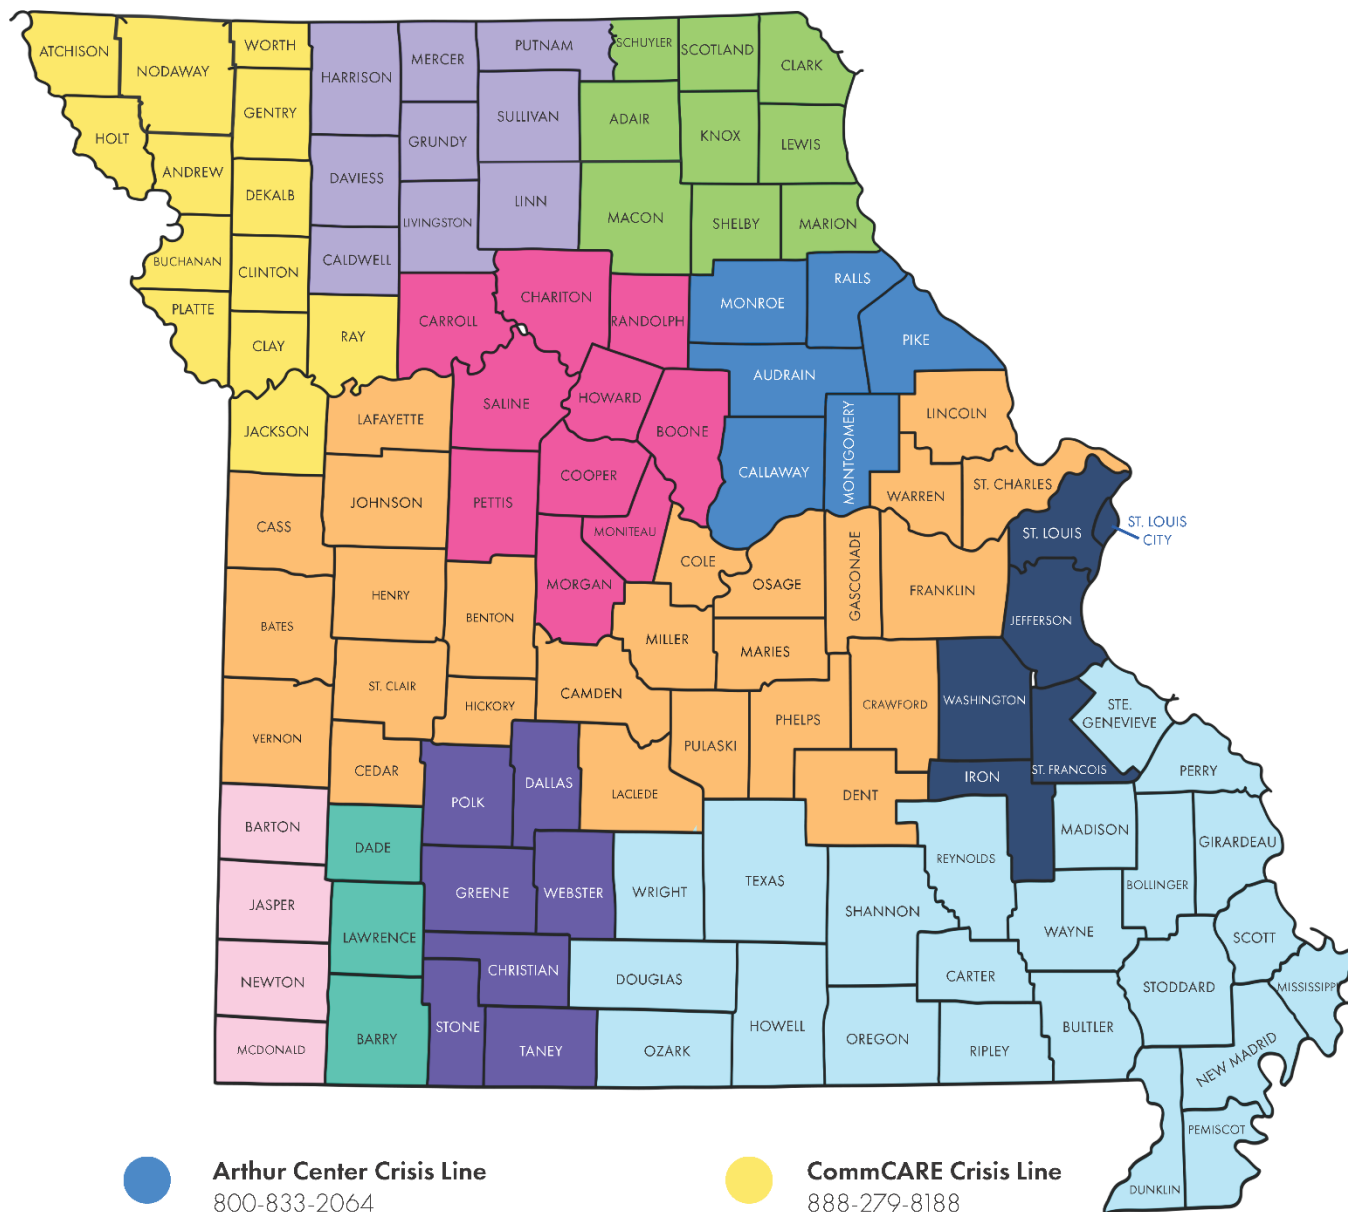 ATCHISON
NODAWAY
WORTH
HARRISON
MERCER
PUTNAM
SCHUYLER
SCOTLAND
CLARK
GENTRY
HOLT
SULLIVAN
ADAIR
KNOX
LEWIS
GRUNDY
ANDREW
DEKALB
DAVIESS
LIVINGSTON
LINN
MACON
SHELBY
MARION
BUCHANAN
CLINTON
CALDWELL
PLATTE
CLAY
RAY
CARROLL
CHARITON
RANDOLPH
MONROE
RALLS
PIKE
AUDRAIN
JACKSON
LAFAYETTE
SALINE
HOWARD
BOONE
CALLAWAY
MONTGOMERY
LINCOLN
WARREN
ST. CHARLES
CASS
JOHNSON
PETTIS
COOPER
MONITEAU
ST. LOUIS
ST. LOUIS
CITY
COLE
OSAGE
GASCONADE
FRANKLIN
JEFFERSON
BATES
HENRY
BENTON
MORGAN
MILLER
MARIES
VERNON
ST. CLAIR
HICKORY
CAMDEN
PULASKI
PHELPS
CRAWFORD
WASHINGTON
STE.
GENEVIEVE
ST. FRANCOIS
PERRY
CEDAR
POLK
DALLAS
LACLEDE
DENT
IRON
BARTON
DADE
MADISON
GIRARDEAU
REYNOLDS
BOLLINGER
JASPER
LAWRENCE
GREENE
WEBSTER
WRIGHT
TEXAS
SHANNON
WAYNE
SCOTT
NEWTON
CHRISTIAN
DOUGLAS
CARTER
STODDARD
MISSISSIPPI
MCDONALD
BARRY
STONE
TANEY
OZARK
HOWELL
OREGON
RIPLEY
BULTLER
NEW MADRID
PEMISCOT
DUNKLIN
Arthur Center Crisis Line
800-833-2064
CommCARE Crisis Line
888-279-8188